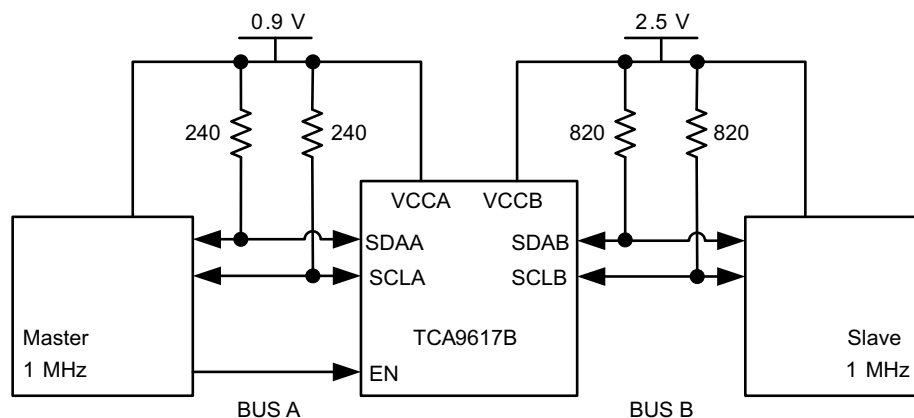 0.9 V
2.5 V
240
240
820
820
VCCA
VCCB
SDAA
SDAB
SCLA
SCLB
Master
1 MHz
TCA9617B
Slave
1 MHz
EN
BUS A
BUS B